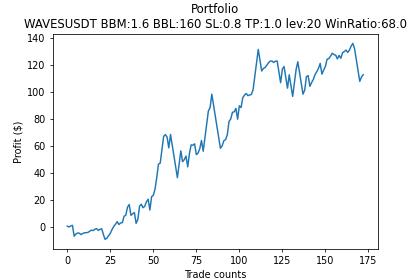 Portfolio
WAVESUSDT BBM:1.6 BBL:160 SL:0.8 TP:1.0 lev:20 WinRatio:68.0
140
120
100
80
60
40
20
0
Profit ($)
0 25 50 75 100 125 150 175
Trade counts